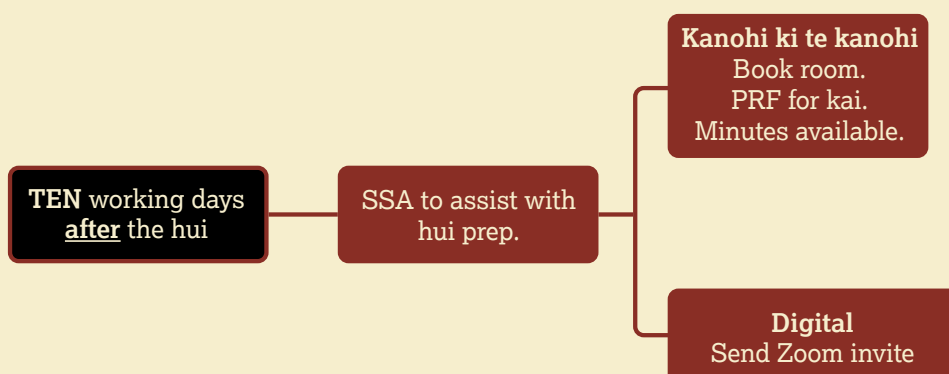 TEN working days
after the hui
SSA to assist with
hui prep.
Kanohi ki te kanohi
Book room.
PRF for kai.
Minutes available.
Digital
Send Zoom invite